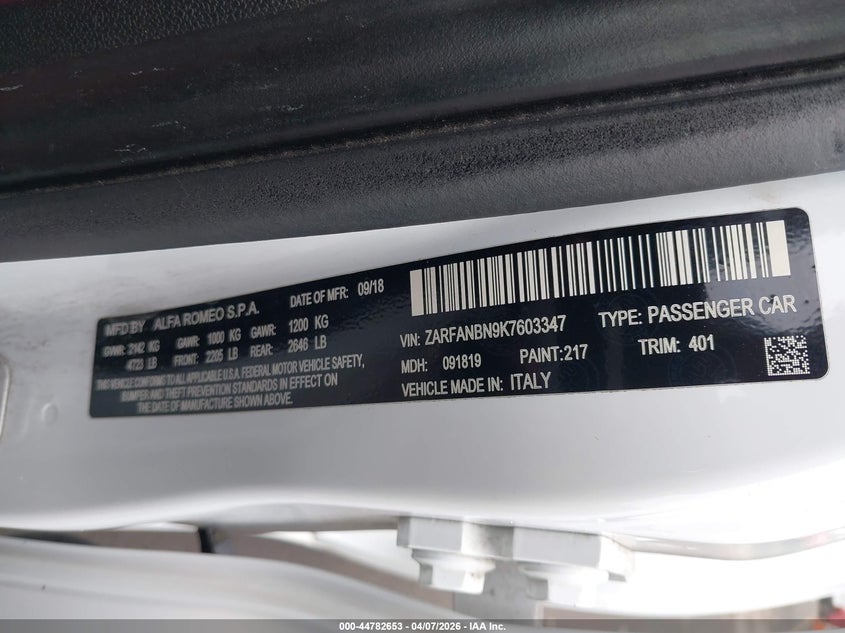 MFD BY ALFA ROMEO S.P.A. DATE OF MFR: 09/18
GVWR: 2142 KG GAWR: 1000 KG GAWR: 1200 KG
4723 LB FRONT: 2205 LB REAR: 2646 LB
THIS VEHICLE CONFORMS TO ALL APPLICABLE U.S.A. FEDERAL MOTOR VEHICLE SAFETY,
BUMPER AND THEFT PREVENTION STANDARDS IN EFFECT ON
THE DATE OF MANUFACTURE SHOWN ABOVE.
VIN: ZARFANBN9K7603347 TYPE: PASSENGER CAR
MDH: 091819 PAINT: 217 TRIM: 401
VEHICLE MADE IN: ITALY
000-44782653 - 04/07/2026 - IAA Inc.